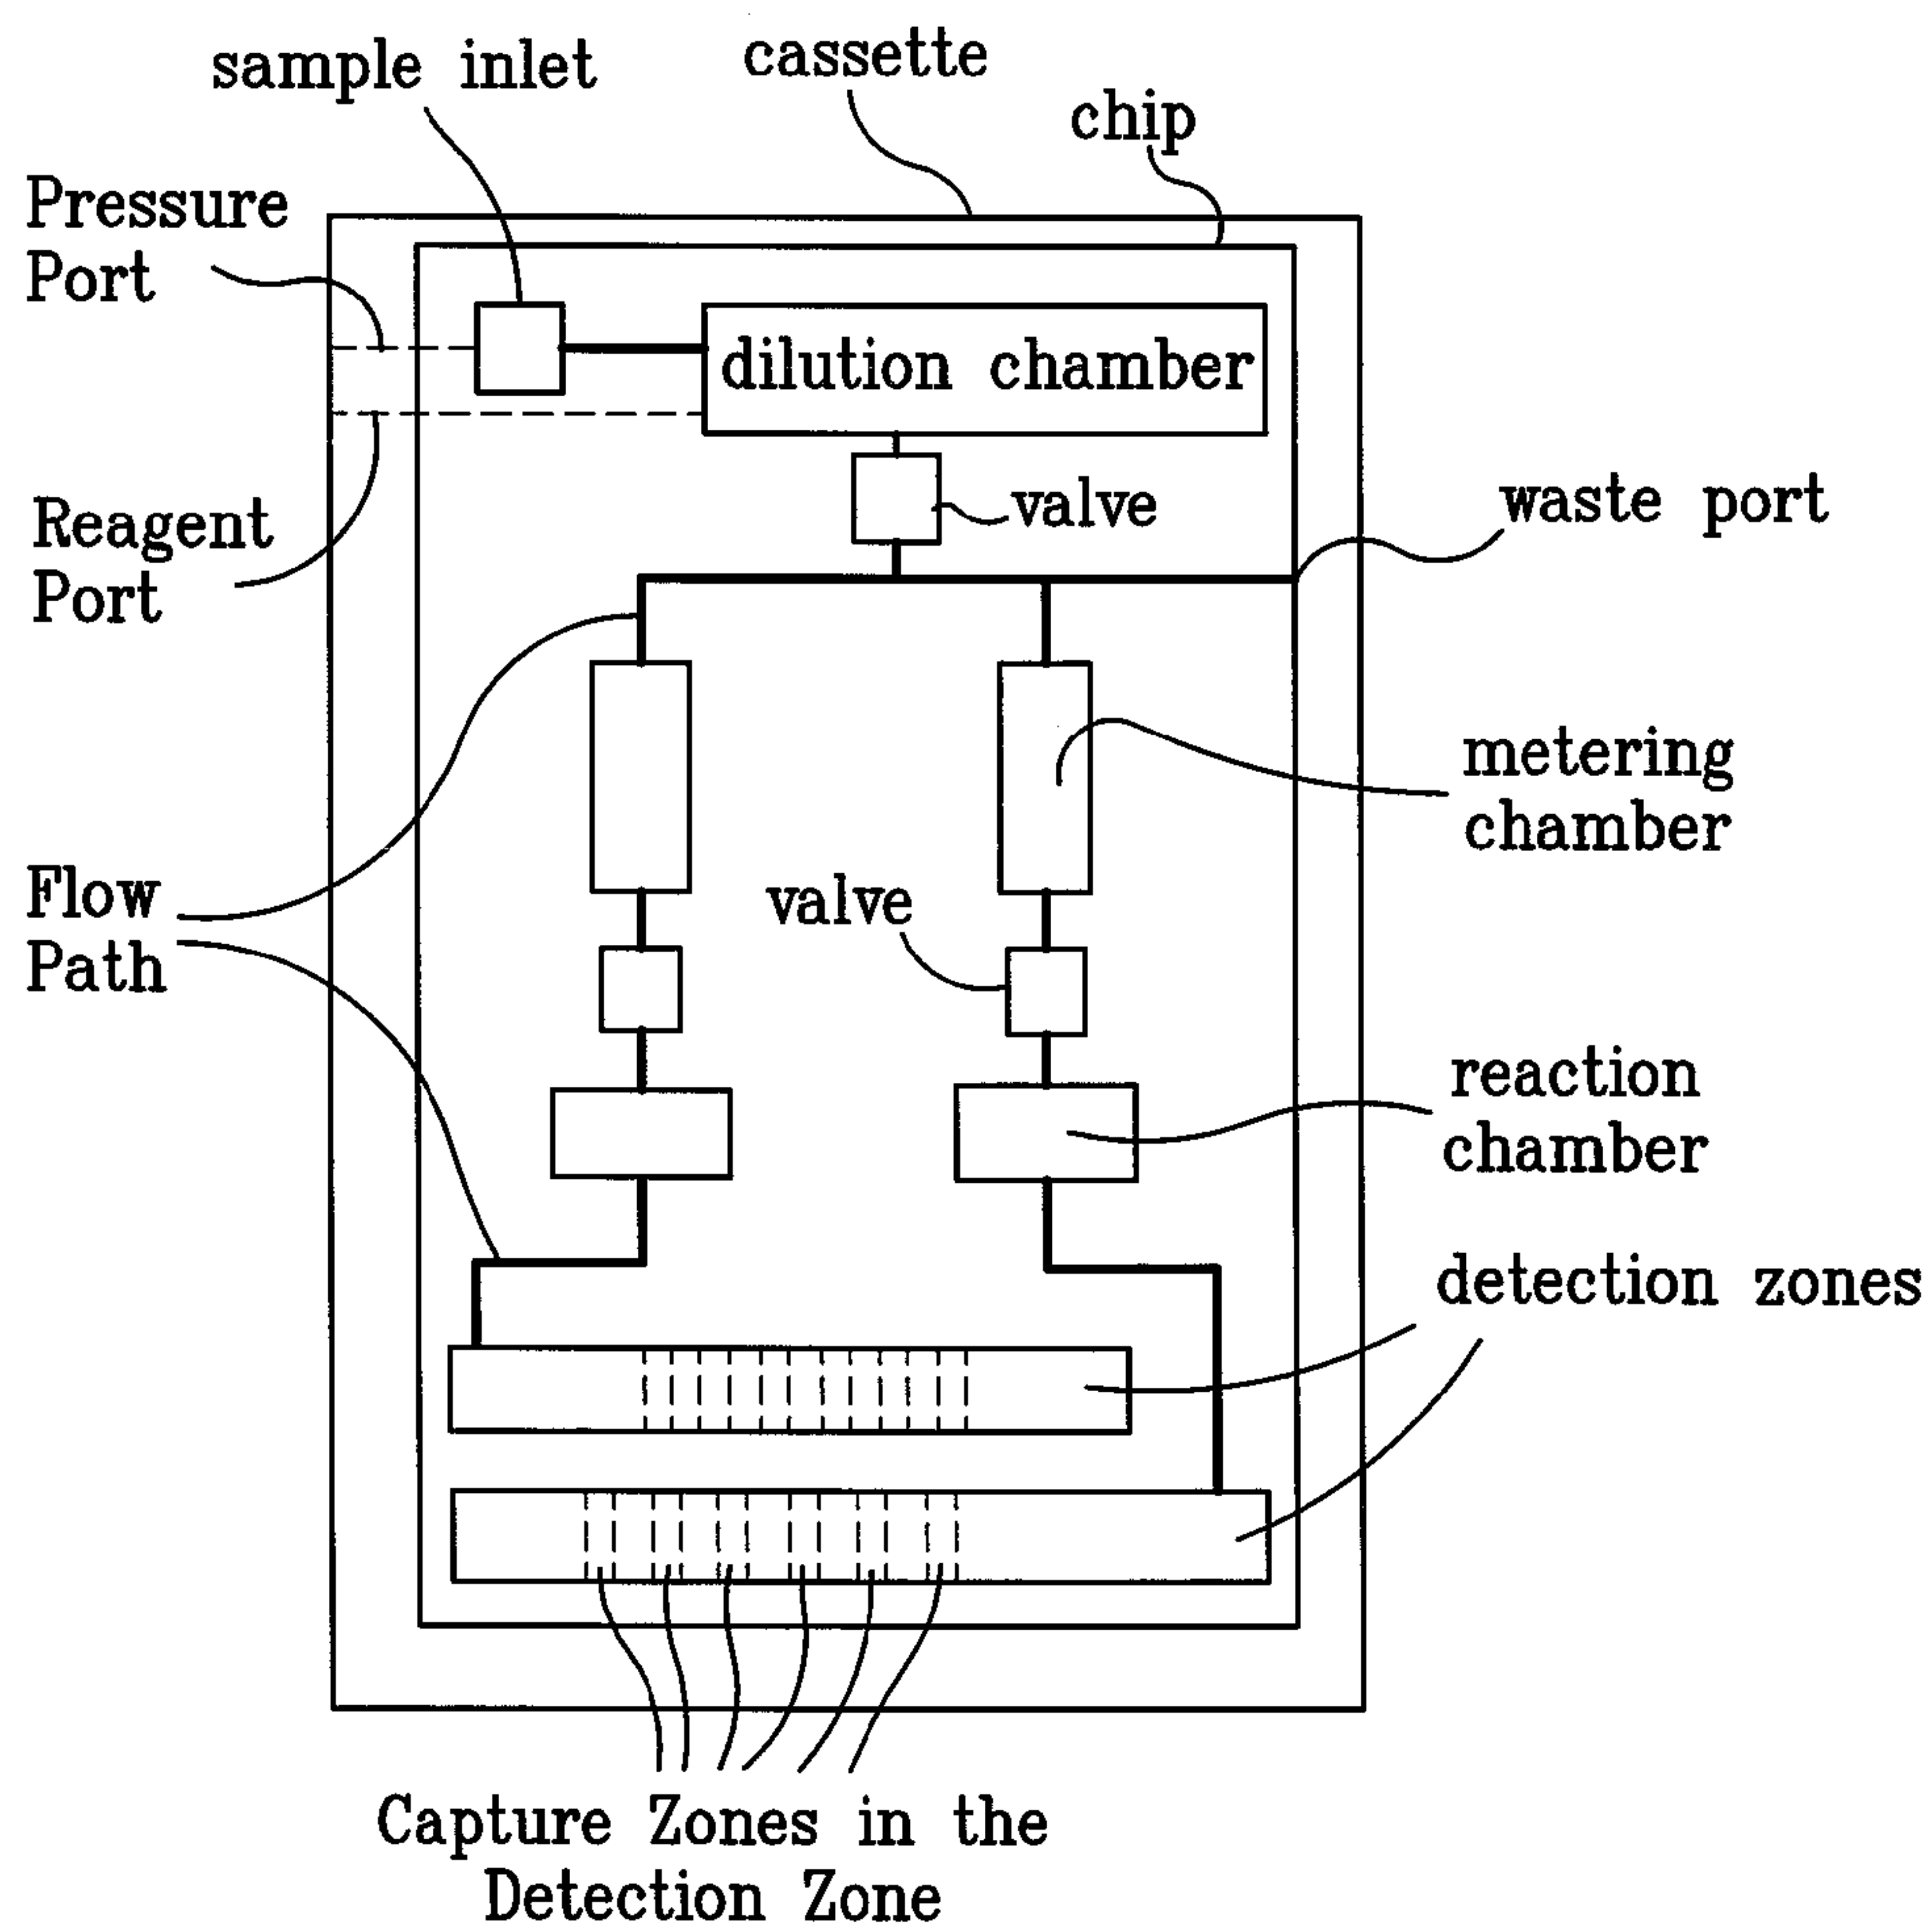 sample inlet
cassette
chip
Pressure
Port
dilution chamber
Reagent
Port
valve
waste port
metering
chamber
Flow
Path
valve
reaction
chamber
detection zones
Capture Zones in the
Detection Zone